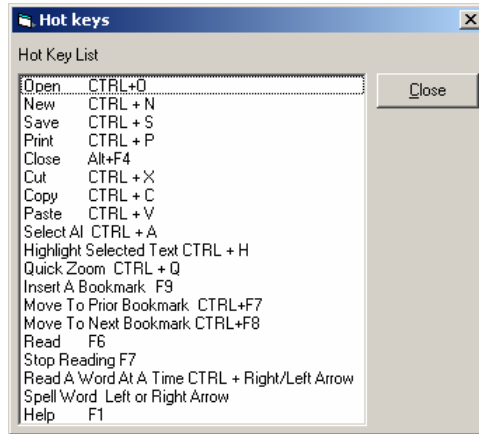 Hot keys
Hot Key List
Open CTRL+O
Close
New CTRL + N
Save CTRL + S
Print CTRL + P
Close Alt+F4
Cut CTRL + X
Copy CTRL + C
Paste CTRL + V
Select Al CTRL + A
Highlight Selected Text CTRL + H
Quick Zoom CTRL + Q
Insert A Bookmark F9
Move To Prior Bookmark CTRL+F7
Move To Next Bookmark CTRL+F8
Read F6
Stop Reading F7
Read A Word At A Time CTRL + Right/Left Arrow
Spell Word Left or Right Arrow
Help F1